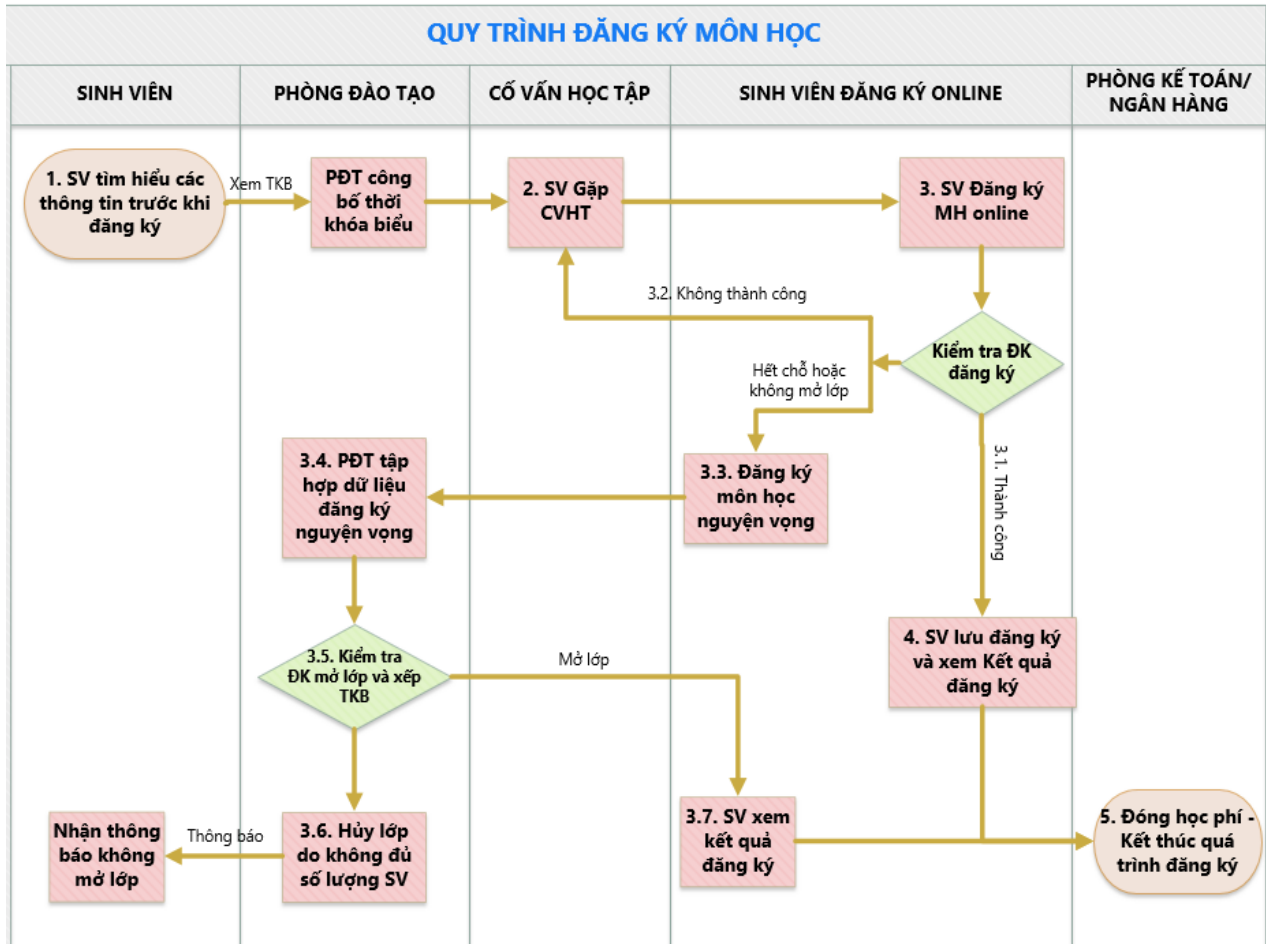 QUY TRÌNH ĐĂNG KÝ MÔN HỌC
SINH VIÊN
PHÒNG ĐÀO TẠO
CỐ VẤN HỌC TẬP
SINH VIÊN ĐĂNG KÝ ONLINE
PHÒNG KẾ TOÁN/
NGÂN HÀNG
1. SV tìm hiểu các
thông tin trước khi
đăng ký
Xem TKB
PĐT công
bố thời
khóa biểu
2. SV Gặp
CVHT
3. SV Đăng ký
MH online
3.2. Không thành công
Kiểm tra ĐK
đăng ký
Hết chỗ hoặc
không mở lớp
3.1. Thành công
3.4. PĐT tập
hợp dữ liệu
đăng ký
nguyện vọng
3.3. Đăng ký
môn học
nguyện vọng
3.5. Kiểm tra
ĐK mở lớp và xếp
TKB
Mở lớp
4. SV lưu đăng ký
và xem Kết quả
đăng ký
Nhận thông
báo không
mở lớp
Thông báo
3.6. Hủy lớp
do không đủ
số lượng SV
3.7. SV xem
kết quả
đăng ký
5. Đóng học phí -
Kết thúc quá
trình đăng ký